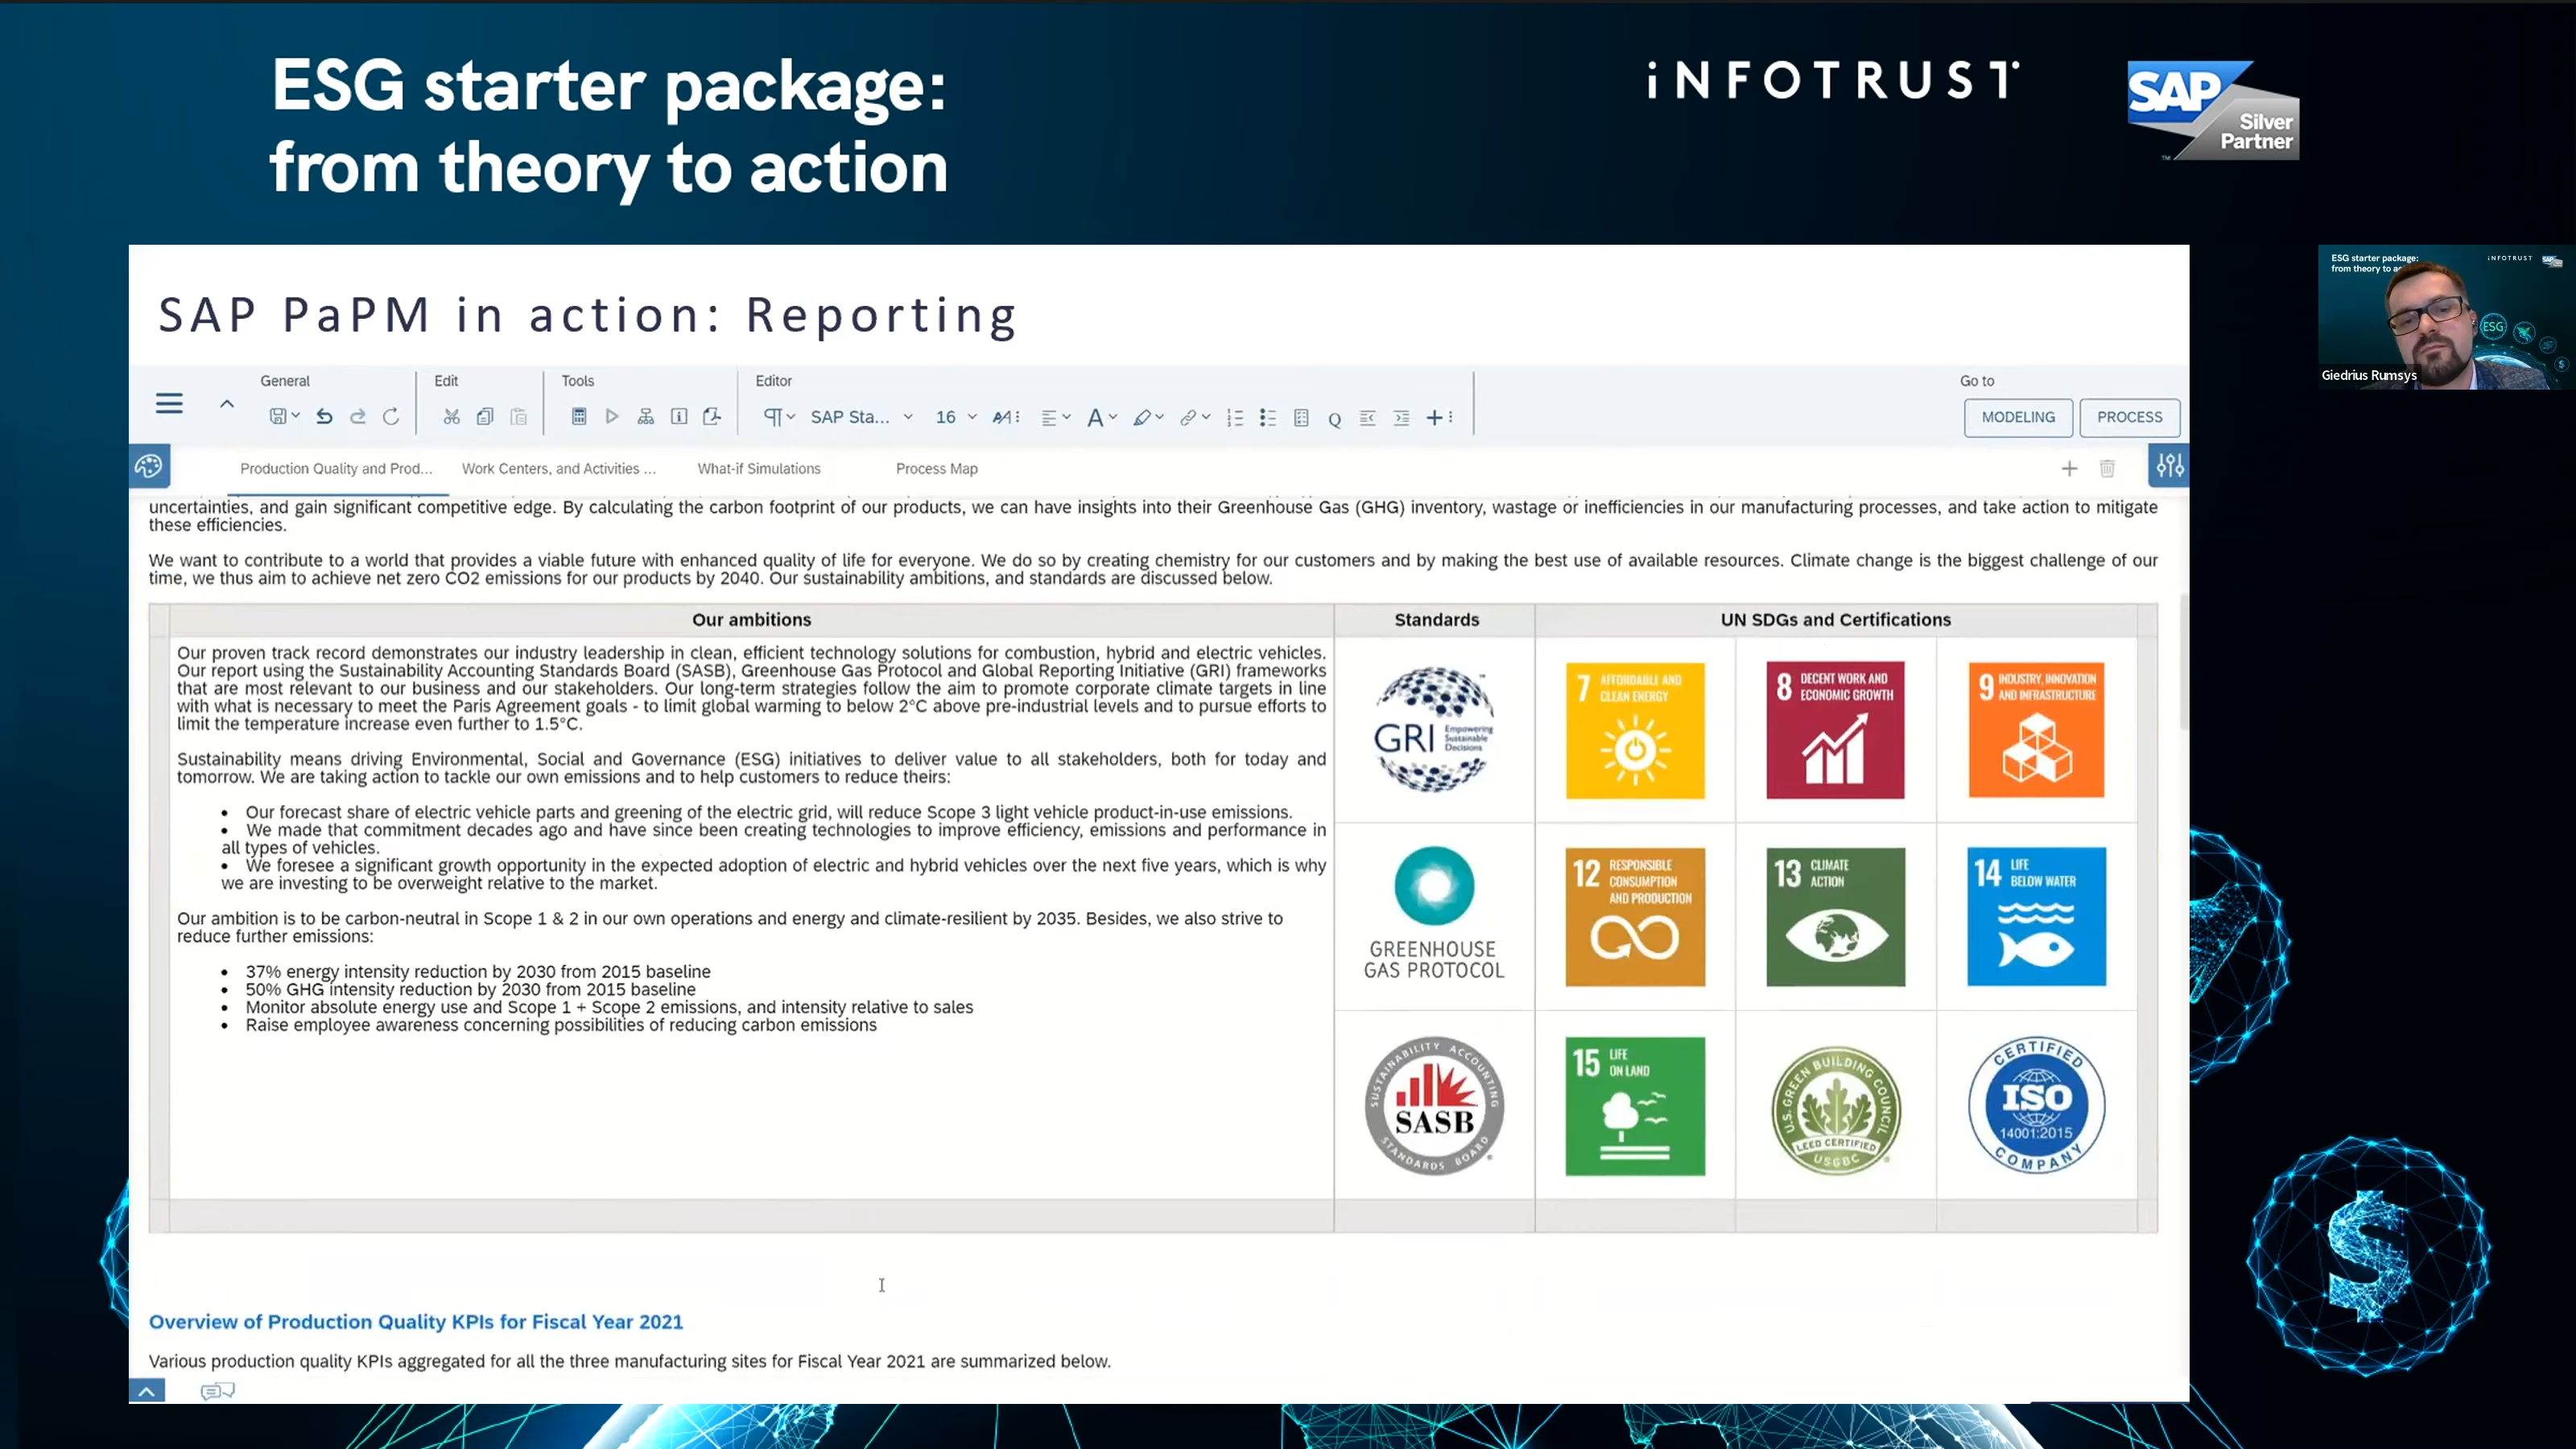 ESG starter package:
from theory to action
iNFOTRUST
SAP
Silver
Partner
SAP PaPM in action: Reporting
General
Edit
Tools
Editor
Go to
SAP Sta...
16
MODELING
PROCESS
Production Quality and Prod...
Work Centers, and Activities ...
What-if Simulations
Process Map
uncertainties, and gain significant competitive edge. By calculating the carbon footprint of our products, we can have insights into their Greenhouse Gas (GHG) inventory, wastage or inefficiencies in our manufacturing processes, and take action to mitigate
these efficiencies.
We want to contribute to a world that provides a viable future with enhanced quality of life for everyone. We do so by creating chemistry for our customers and by making the best use of available resources. Climate change is the biggest challenge of our
time, we thus aim to achieve net zero CO2 emissions for our products by 2040. Our sustainability ambitions, and standards are discussed below.
Our ambitions
Standards
UN SDGs and Certifications
Our proven track record demonstrates our industry leadership in clean, efficient technology solutions for combustion, hybrid and electric vehicles.
Our report using the Sustainability Accounting Standards Board (SASB), Greenhouse Gas Protocol and Global Reporting Initiative (GRI) frameworks
that are most relevant to our business and our stakeholders. Our long-term strategies follow the aim to promote corporate climate targets in line
with what is necessary to meet the Paris Agreement goals - to limit global warming to below 2°C above pre-industrial levels and to pursue efforts to
limit the temperature increase even further to 1.5°C.
Sustainability means driving Environmental, Social and Governance (ESG) initiatives to deliver value to all stakeholders, both for today and
tomorrow. We are taking action to tackle our own emissions and to help customers to reduce theirs:
• Our forecast share of electric vehicle parts and greening of the electric grid, will reduce Scope 3 light vehicle product-in-use emissions.
• We made that commitment decades ago and have since been creating technologies to improve efficiency, emissions and performance in
all types of vehicles.
• We foresee a significant growth opportunity in the expected adoption of electric and hybrid vehicles over the next five years, which is why
we are investing to be overweight relative to the market.
Our ambition is to be carbon-neutral in Scope 1 & 2 in our own operations and energy and climate-resilient by 2035. Besides, we also strive to
reduce further emissions:
• 37% energy intensity reduction by 2030 from 2015 baseline
• 50% GHG intensity reduction by 2030 from 2015 baseline
• Monitor absolute energy use and Scope 1 + Scope 2 emissions, and intensity relative to sales
• Raise employee awareness concerning possibilities of reducing carbon emissions
GRI
Empowering
Sustainable
Decisions
7 AFFORDABLE AND
CLEAN ENERGY
8 DECENT WORK AND
ECONOMIC GROWTH
9 INDUSTRY, INNOVATION
AND INFRASTRUCTURE
GREENHOUSE
GAS PROTOCOL
12 RESPONSIBLE
CONSUMPTION
AND PRODUCTION
13 CLIMATE
ACTION
14 LIFE
BELOW WATER
SUSTAINABILITY ACCOUNTING
SASB
STANDARDS BOARD
15 LIFE
ON LAND
U.S. GREEN BUILDING COUNCIL
LEED CERTIFIED
USGBC
CERTIFIED
ISO
14001:2015
COMPANY
Overview of Production Quality KPIs for Fiscal Year 2021
Various production quality KPIs aggregated for all the three manufacturing sites for Fiscal Year 2021 are summarized below.
ESG starter package:
from theory to
iNFOTRUST
SAP
ESG
Giedrius Rumsys